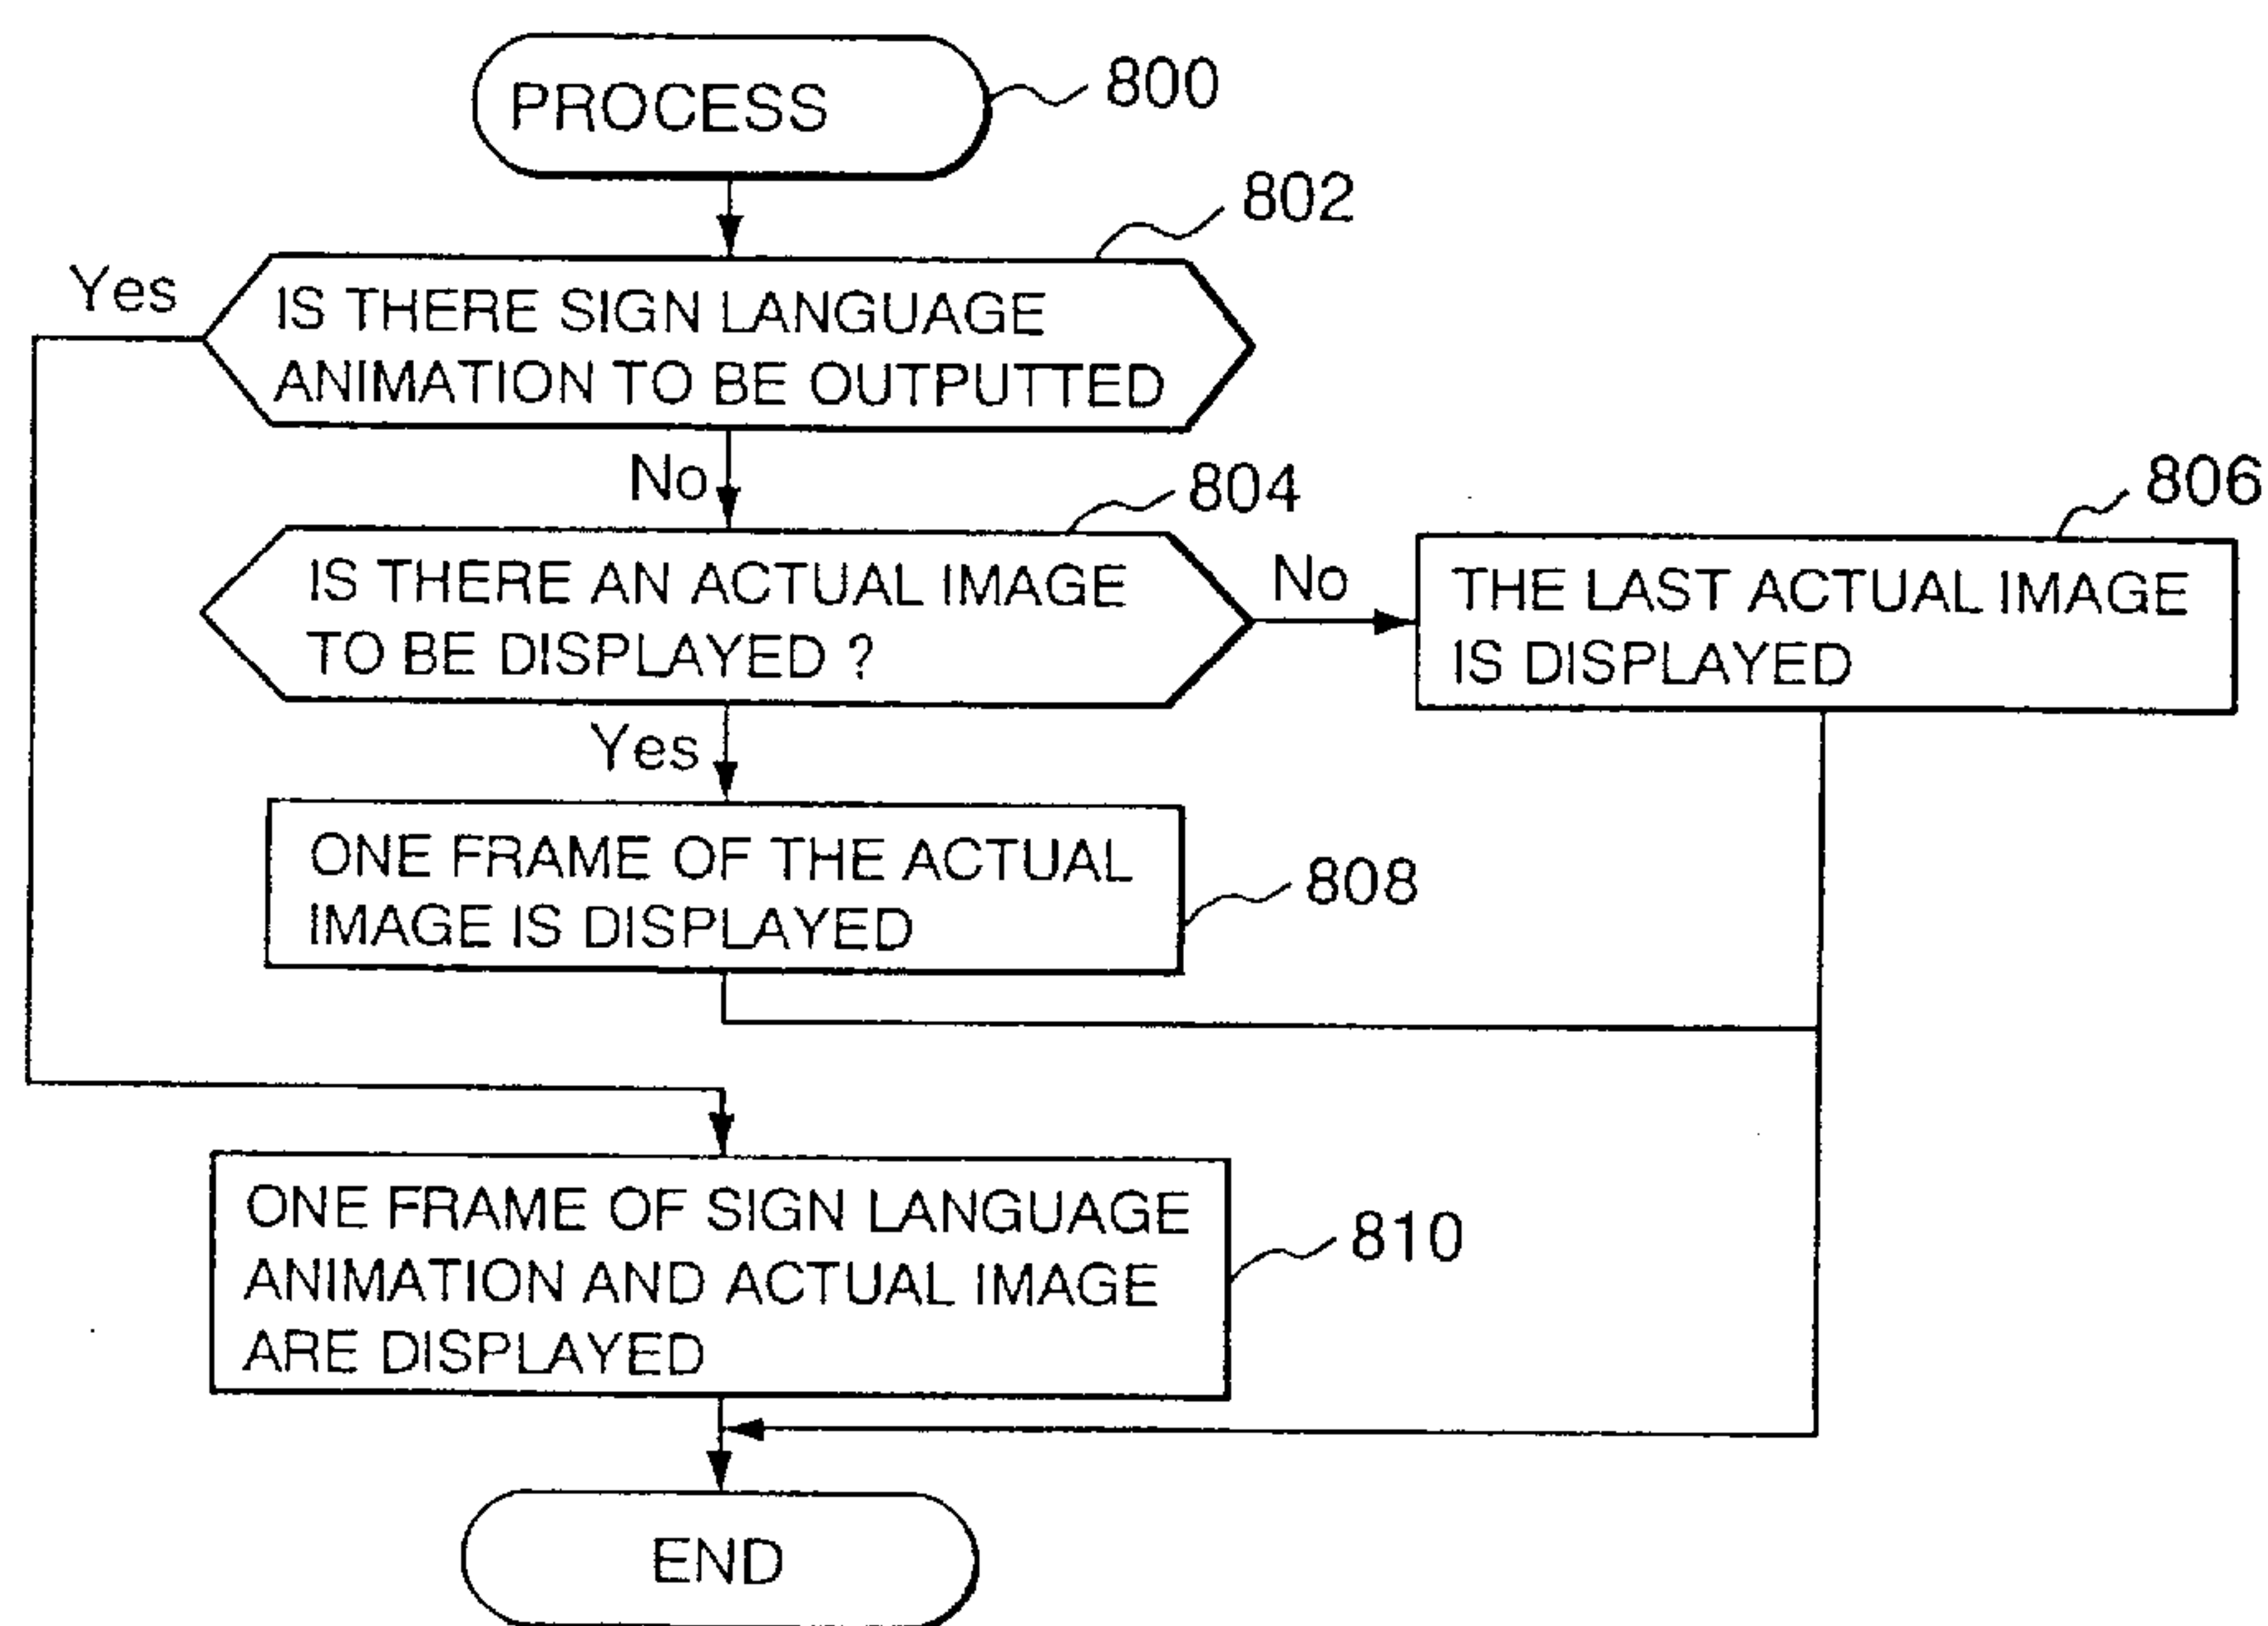 PROCESS
800
802
Yes
IS THERE SIGN LANGUAGE
ANIMATION TO BE OUTPUTTED
No
804
806
IS THERE AN ACTUAL IMAGE
TO BE DISPLAYED ?
No
THE LAST ACTUAL IMAGE
IS DISPLAYED
Yes
ONE FRAME OF THE ACTUAL
IMAGE IS DISPLAYED
808
ONE FRAME OF SIGN LANGUAGE
ANIMATION AND ACTUAL IMAGE
ARE DISPLAYED
810
END